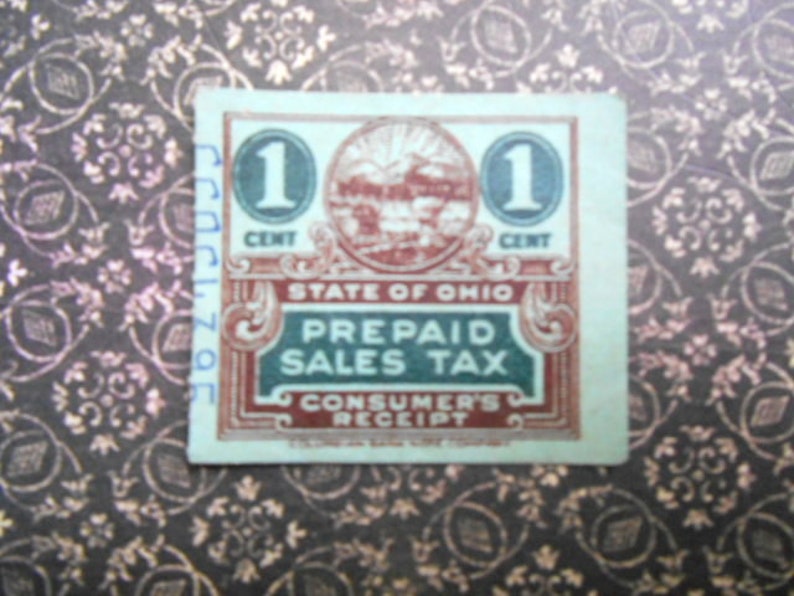 1 1
CENT CENT
STATE OF OHIO
PREPAID
SALES TAX
CONSUMER'S
RECEIPT